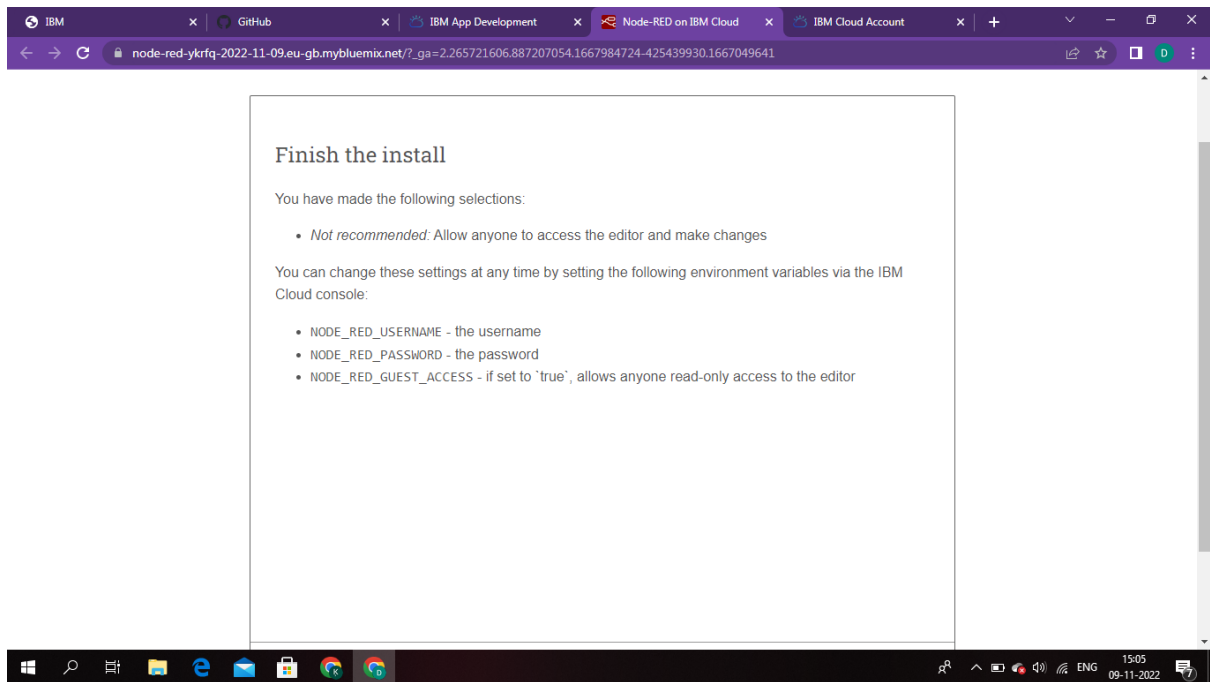 IBM
GitHub
IBM App Development
Node-RED on IBM Cloud
IBM Cloud Account
node-red-ykrfq-2022-11-09.eu-gb.mybluemix.net/?_ga=2.265721606.887207054.1667984724-425439930.1667049641
D
Finish the install
You have made the following selections:
• Not recommended: Allow anyone to access the editor and make changes
You can change these settings at any time by setting the following environment variables via the IBM
Cloud console:
• NODE_RED_USERNAME - the username
• NODE_RED_PASSWORD - the password
• NODE_RED_GUEST_ACCESS - if set to `true`, allows anyone read-only access to the editor
ENG
15:05
09-11-2022
7